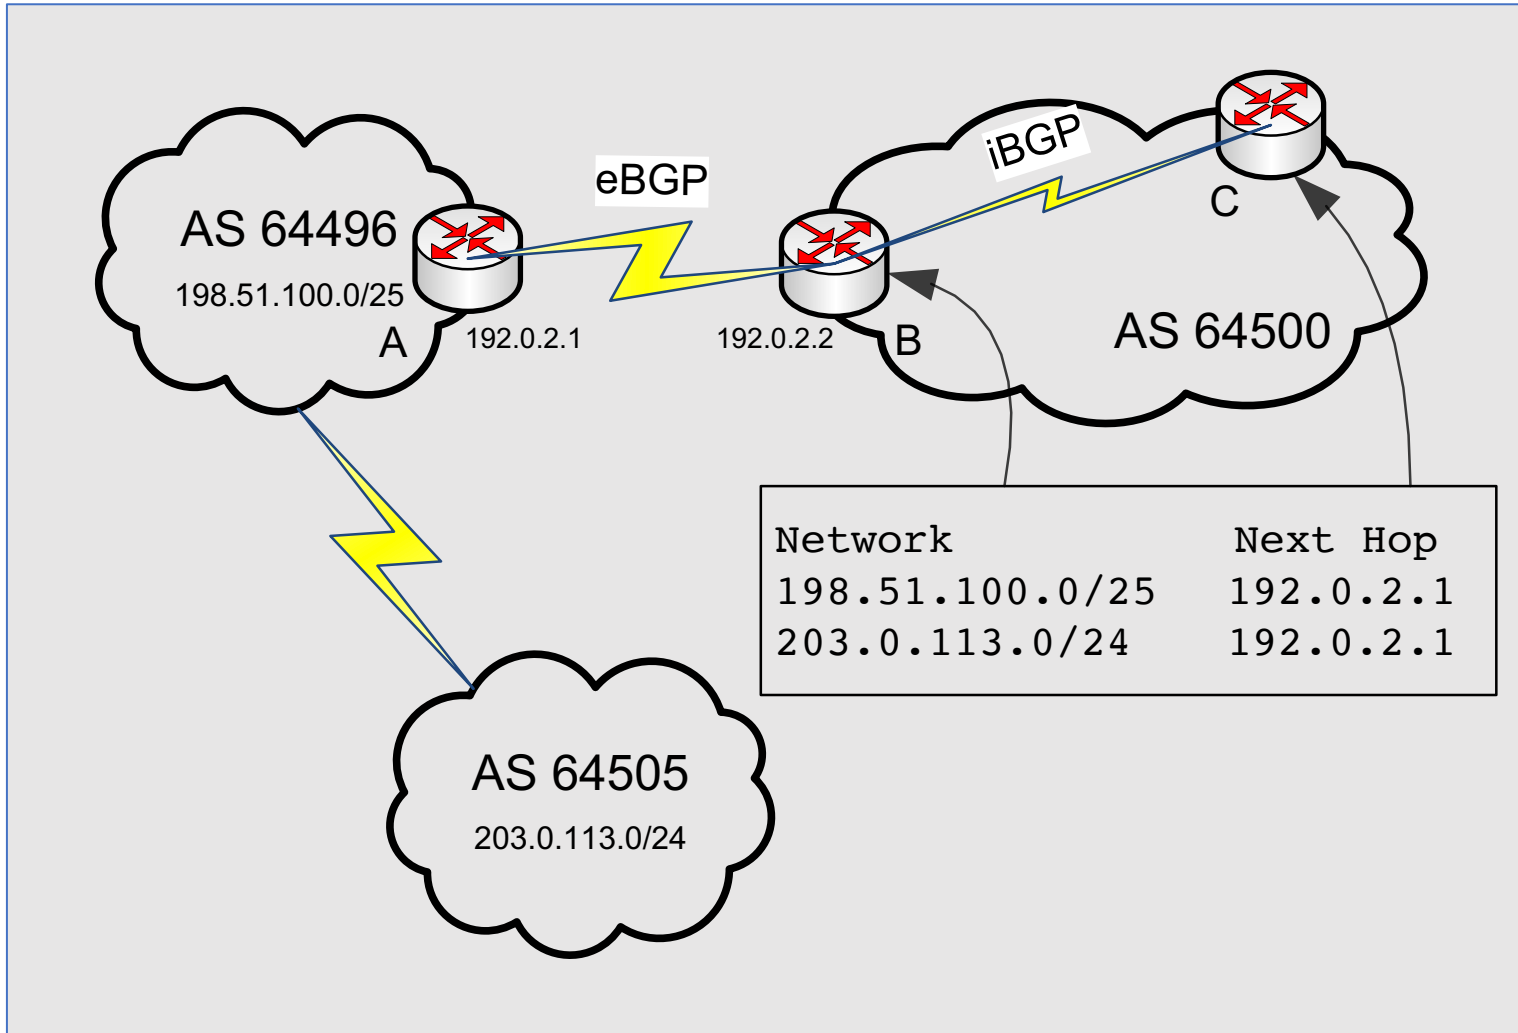 iBGP
eBGP
C
AS 64496
198.51.100.0/25
A
192.0.2.1
192.0.2.2
B
AS 64500
Network Next Hop
198.51.100.0/25 192.0.2.1
203.0.113.0/24 192.0.2.1
AS 64505
203.0.113.0/24